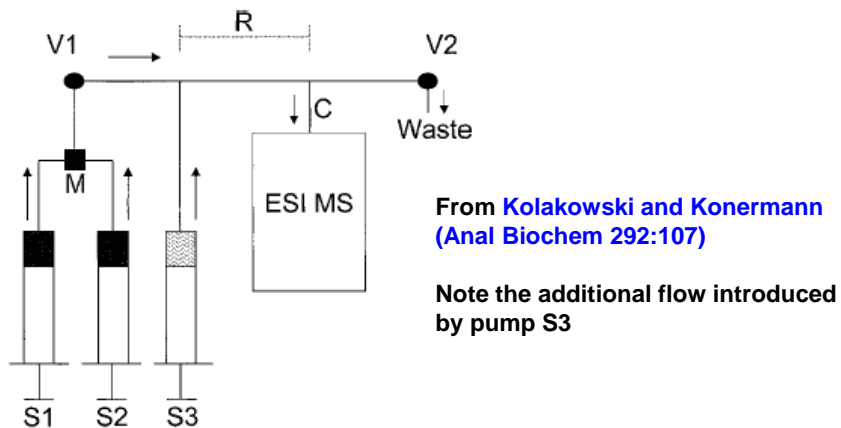 R
V1
V2
C
Waste
M
ESI MS
From Kolakowski and Konermann
(Anal Biochem 292:107)
Note the additional flow introduced
by pump S3
S1 S2 S3